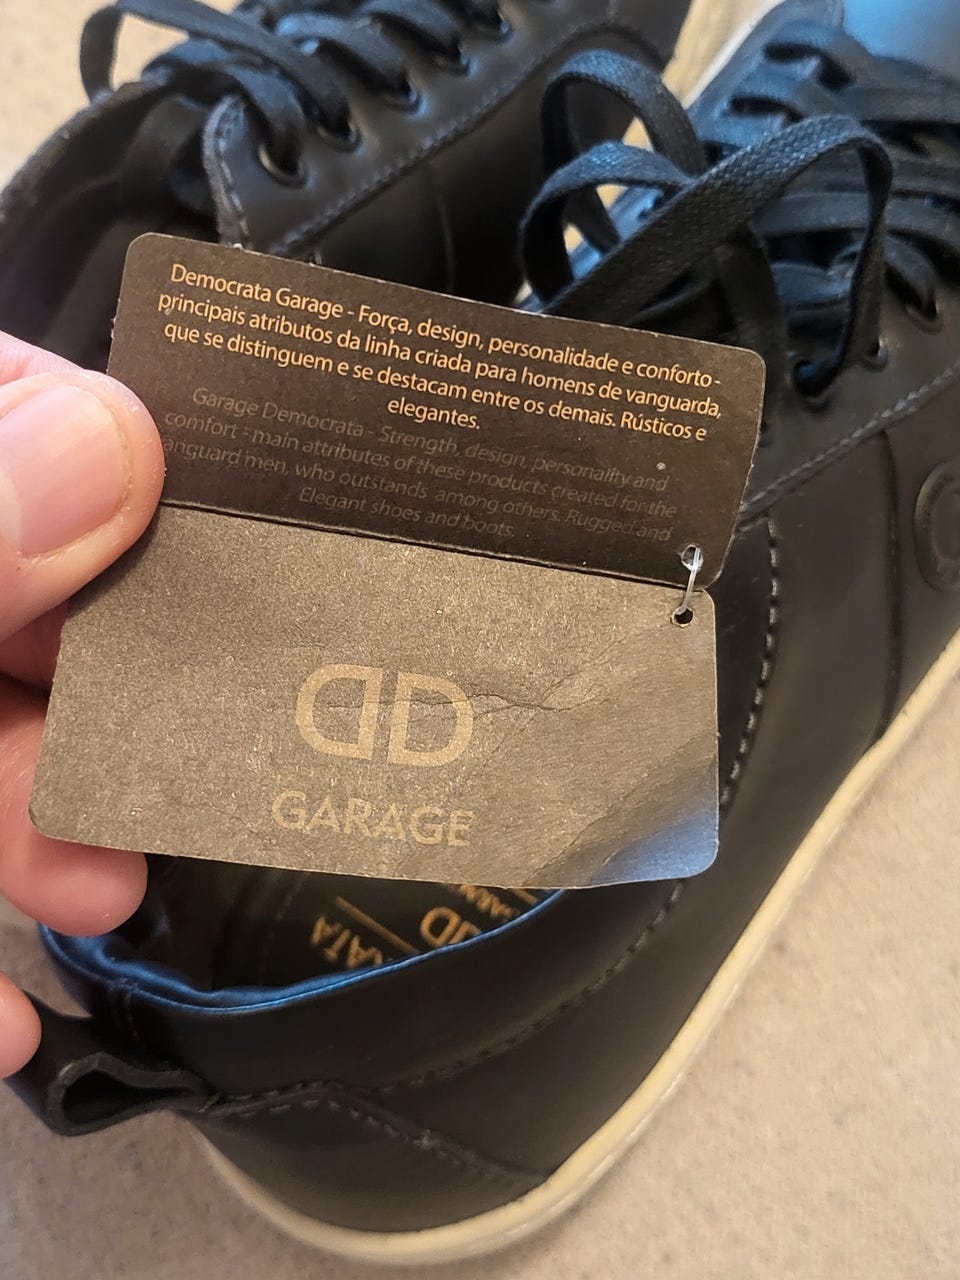 Democrata Garage - Força, design, personalidade e conforto -
principais atributos da linha criada para homens de vanguarda,
que se distinguem e se destacam entre os demais. Rústicos e
elegantes.
Garage Democrata - Strength, design, personality and
comfort - main attributes of these products created for the
vanguard men, who outstands among others. Rugged and
Elegant shoes and boots.
DD
GARAGE
DD